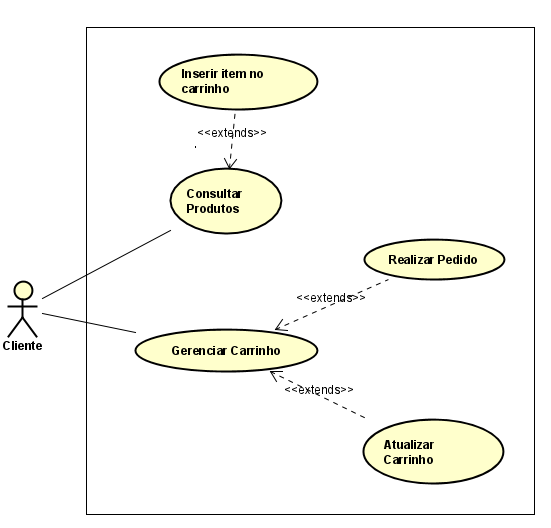 Inserir item no
carrinho
<<extends>>
Consultar
Produtos
Realizar Pedido
<<extends>>
Cliente
Gerenciar Carrinho
<<extends>>
Atualizar
Carrinho